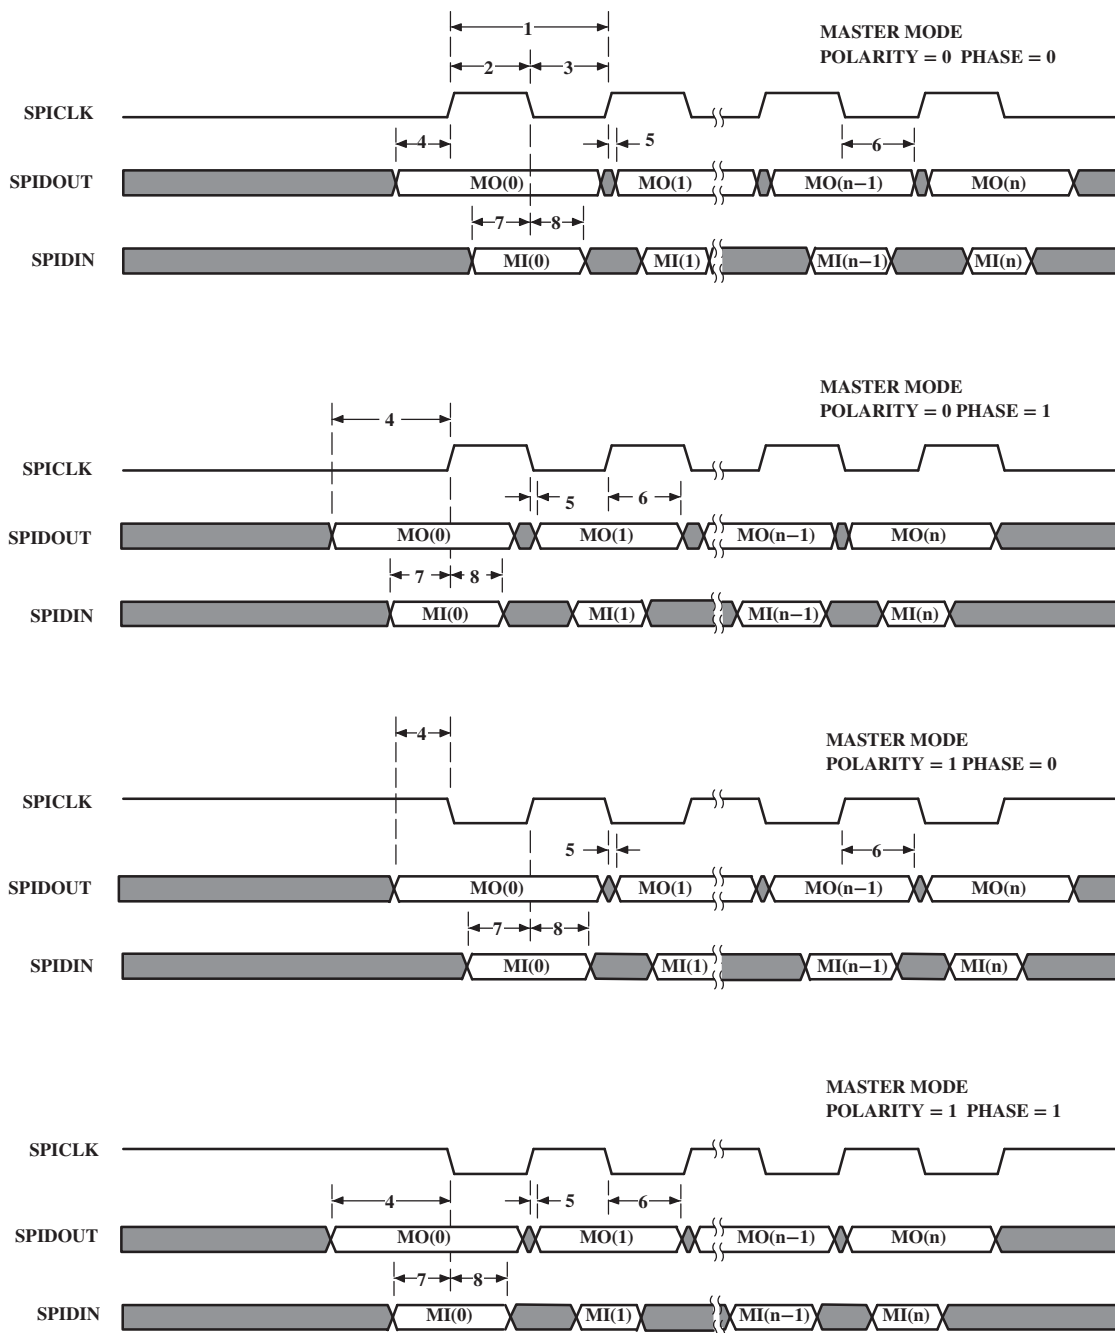 1
MASTER MODE
POLARITY = 0 PHASE = 0
2 3
SPICLK
4 5 6
SPIDOUT MO(0) MO(1) MO(n−1) MO(n)
7 8
SPIDIN MI(0) MI(1) MI(n−1) MI(n)
MASTER MODE
POLARITY = 0 PHASE = 1
4
SPICLK
5 6
SPIDOUT MO(0) MO(1) MO(n−1) MO(n)
7 8
SPIDIN MI(0) MI(1) MI(n−1) MI(n)
4
MASTER MODE
POLARITY = 1 PHASE = 0
SPICLK
5 6
SPIDOUT MO(0) MO(1) MO(n−1) MO(n)
7 8
SPIDIN MI(0) MI(1) MI(n−1) MI(n)
MASTER MODE
POLARITY = 1 PHASE = 1
SPICLK
4 5 6
SPIDOUT MO(0) MO(1) MO(n−1) MO(n)
7 8
SPIDIN MI(0) MI(1) MI(n−1) MI(n)